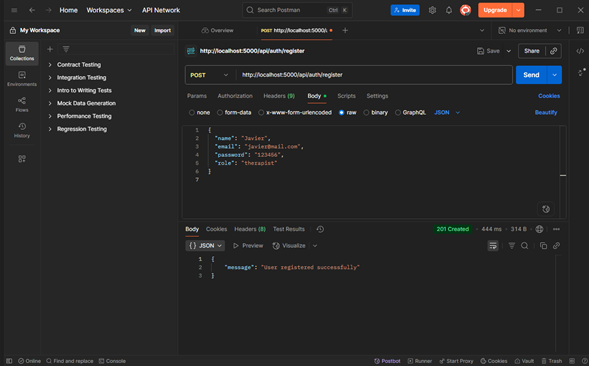 Home Workspaces API Network
Search Postman Ctrl K
Invite Upgrade
My Workspace New Import
Overview POST http://localhost:5000/ No environment
Collections
Environments
Flows
History
Contract Testing
Integration Testing
Intro to Writing Tests
Mock Data Generation
Performance Testing
Regression Testing
http://localhost:5000/api/auth/register Save Share
POST http://localhost:5000/api/auth/register Send
Params Authorization Headers (9) Body Scripts Settings Cookies
none form-data x-www-form-urlencoded raw binary GraphQL JSON Beautify
1 {
2 "name": "Javier",
3 "email": "javier@mail.com",
4 "password": "123456",
5 "role": "therapist"
6 }
7
Body Cookies Headers (8) Test Results 201 Created 444 ms 314 B
{} JSON Preview Visualize
1 {
2 "message": "User registered successfully"
3 }
Online Find and replace Console Postbot Runner Start Proxy Cookies Vault Trash